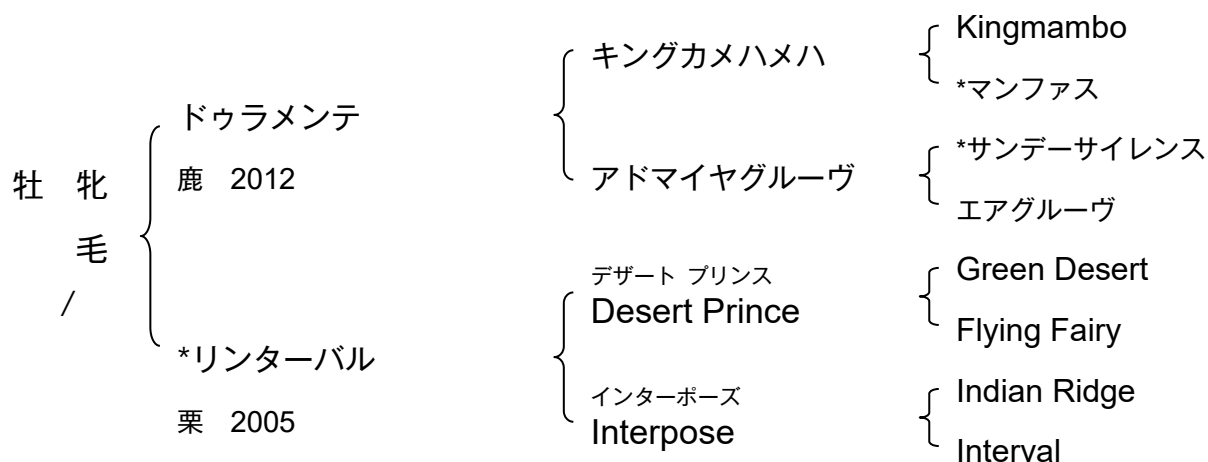 牡 牝
毛
/
ドゥラメンテ
鹿 2012
*リンターバル
栗 2005
キングカメハメハ
アドマイヤグルーヴ
デザート プリンス
Desert Prince
インターポーズ
Interpose
Kingmambo
*マンファス
*サンデーサイレンス
エアグルーヴ
Green Desert
Flying Fairy
Indian Ridge
Interval